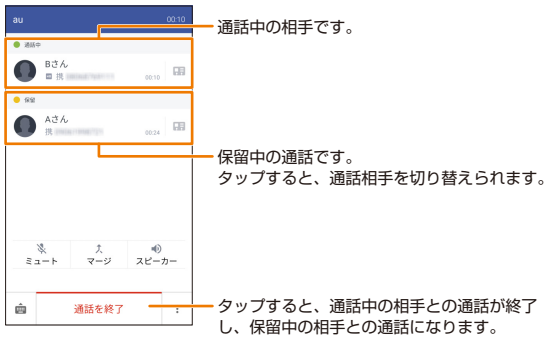 au 00:10
通話中の相手です。
通話中
Bさん
携
00:10
保留
Aさん
携
00:24
保留中の通話です。
タップすると、通話相手を切り替えられます。
ミュート マージ スピーカー
通話を終了
タップすると、通話中の相手との通話が終了
し、保留中の相手との通話になります。